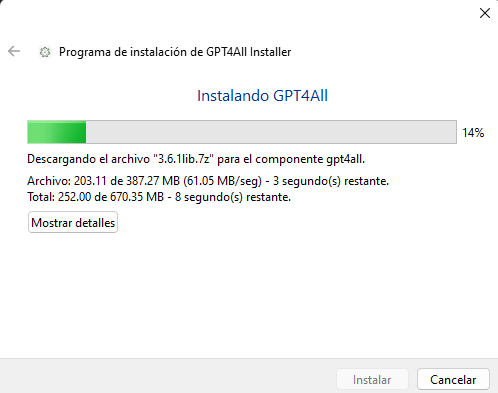 Programa de instalación de GPT4All Installer
Instalando GPT4All
14%
Descargando el archivo "3.6.1lib.7z" para el componente gpt4all.
Archivo: 203.11 de 387.27 MB (61.05 MB/seg) - 3 segundo(s) restante.
Total: 252.00 de 670.35 MB - 8 segundo(s) restante.
Mostrar detalles
Instalar
Cancelar